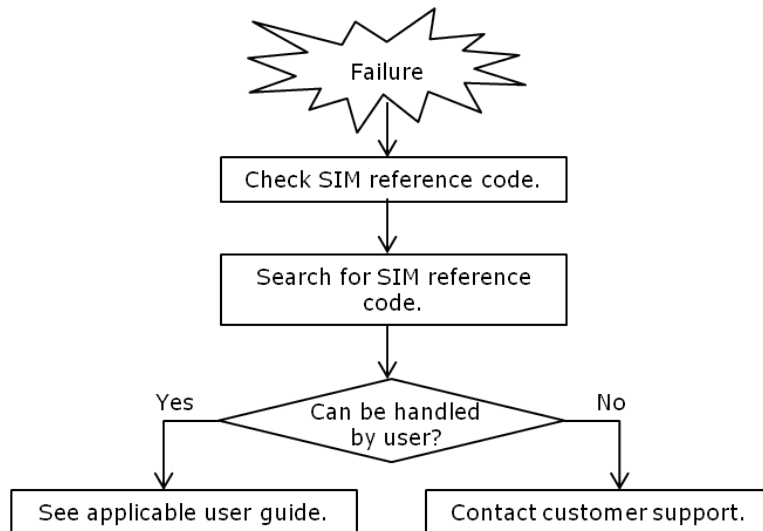 Failure
Check SIM reference code.
Search for SIM reference
code.
Yes
Can be handled
by user?
No
See applicable user guide.
Contact customer support.